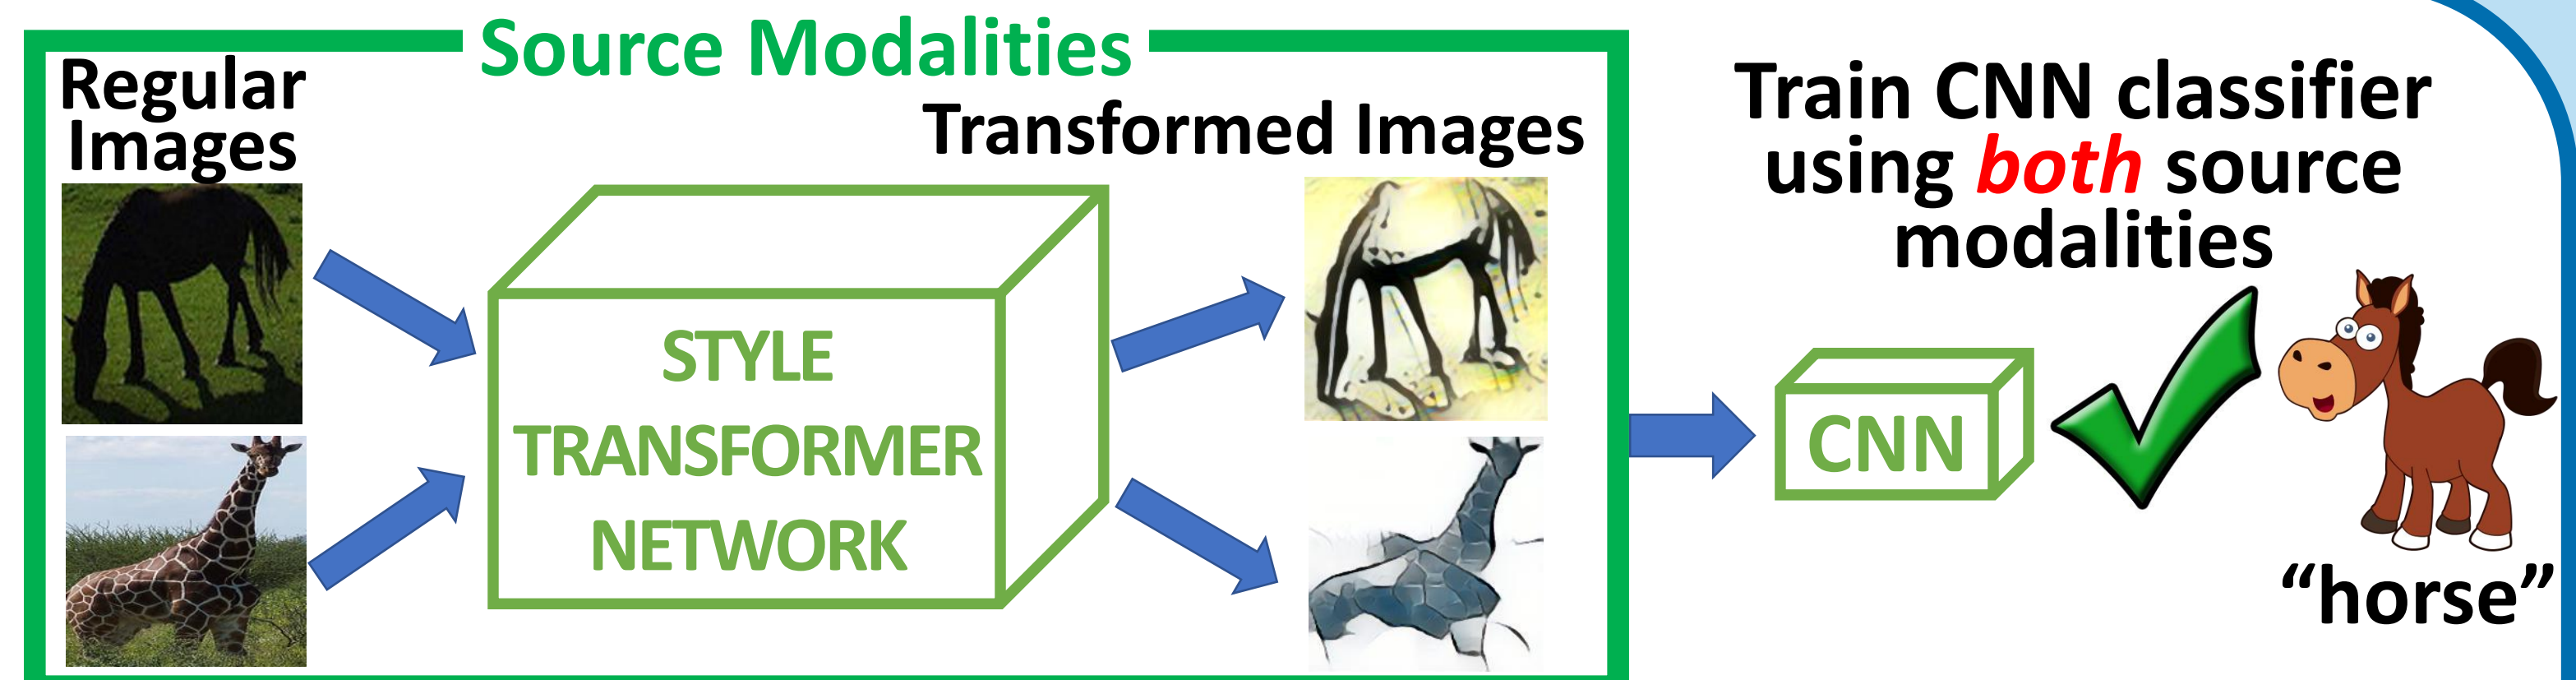 Source Modalities
Regular
Images
Transformed Images
STYLE
TRANSFORMER
NETWORK
Train CNN classifier
using both source
modalities
CNN
“horse”